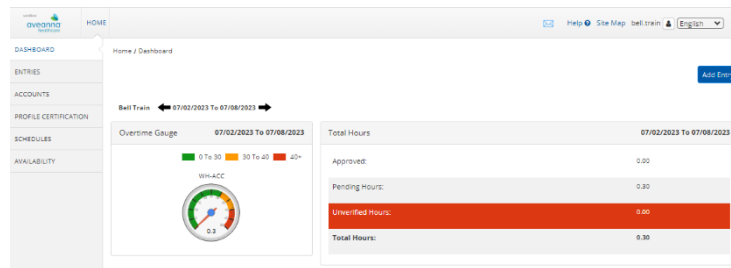 aveanna
healthcare
HOME
Help Site Map bell.train English
DASHBOARD
ENTRIES
ACCOUNTS
PROFILE CERTIFICATION
SCHEDULES
AVAILABILITY
Home / Dashboard
Add Entry
Bell Train 07/02/2023 To 07/08/2023
Overtime Gauge 07/02/2023 To 07/08/2023
0 To 30 30 To 40 40+
WH-ACC
0.3
Total Hours 07/02/2023 To 07/08/2023
Approved: 0.00
Pending Hours: 0.30
Unverified Hours: 0.00
Total Hours: 0.30